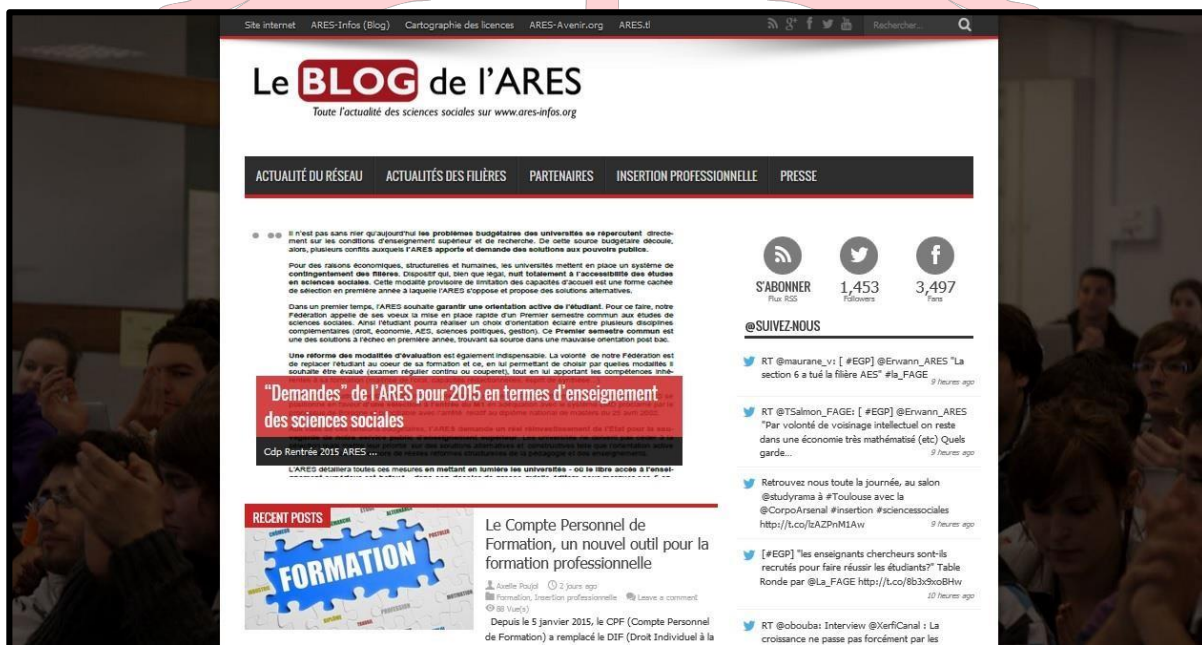 Site internet ARES-Infos (Blog) Cartographie des licences ARES-Avenir.org ARES.tl
Rechercher...
Le BLOG de l'ARES
Toute l'actualité des sciences sociales sur www.ares-infos.org
ACTUALITÉ DU RÉSEAU ACTUALITÉS DES FILIÈRES PARTENAIRES INSERTION PROFESSIONNELLE PRESSE
Il n'est pas sans nier qu'aujourd'hui les problèmes budgétaires des universités se répercutent directe-
ment sur les conditions d'enseignement supérieur et de recherche. De cette source budgétaire découle,
alors, plusieurs conflits auxquels l'ARES apporte et demande des solutions aux pouvoirs publics.
Pour des raisons économiques, structurelles et humaines, les universités mettent en place un système de
contingentement des filières. Dispositif qui, bien que légal, nuit totalement à l'accessibilité des études
en sciences sociales. Cette modalité provisoire de limitation des capacités d'accueil est une forme cachée
de sélection en première année à laquelle l'ARES s'oppose et propose des solutions alternatives.
Dans un premier temps, l'ARES souhaite garantir une orientation active de l'étudiant. Pour ce faire, notre
Fédération appelle de ses voeux la mise en place rapide d'un Premier semestre commun aux études de
sciences sociales. Ainsi l'étudiant pourra réaliser un choix d'orientation éclairé entre plusieurs disciplines
complémentaires (droit, économie, AES, sciences politiques, gestion). Ce Premier semestre commun est
une des solutions à l'échec en première année, trouvant sa source dans une mauvaise orientation post bac.
Une réforme des modalités d'évaluation est également indispensable. La volonté de notre Fédération est
de replacer l'étudiant au coeur de sa formation et ce, en lui permettant de choisir par quelles modalités il
souhaite être évalué (examen régulier continu ou couperet), tout en lui apportant les compétences inhé-
"Demandes" de l'ARES pour 2015 en termes d'enseignement
des sciences sociales
Cdp Rentrée 2015 ARES ...
L'ARES détaillera toutes ces mesures en mettant en lumière les universités - où le libre accès à l'ensei-
RECENT POSTS
FORMATION
Le Compte Personnel de
Formation, un nouvel outil pour la
formation professionnelle
Axelle Poujol 2 jours ago
Formation, Insertion professionnelle Leave a comment
88 Vue(s)
Depuis le 5 janvier 2015, le CPF (Compte Personnel
de Formation) a remplacé le DIF (Droit Individuel à la
S'ABONNER 1,453 3,497
Flux RSS Followers Fans
@SUIVEZ-NOUS
RT @maurane_v: [ #EGP] @Erwann_ARES "La
section 6 a tué la filière AES" #la_FAGE
9 heures ago
RT @TSalmon_FAGE: [ #EGP] @Erwann_ARES
"Par volonté de voisinage intellectuel on reste
dans une économie très mathématisé (etc) Quels
garde... 9 heures ago
Retrouvez nous toute la journée, au salon
@studyrama à #Toulouse avec la
@CorpoArsenal #insertion #sciencessociales
http://t.co/lzAZPnM1Aw 9 heures ago
[#EGP] "les enseignants chercheurs sont-ils
recrutés pour faire réussir les étudiants?" Table
Ronde par @La_FAGE http://t.co/8b3x9xoBHw
10 heures ago
RT @obouba: Interview @XerfiCanal : La
croissance ne passe pas forcément par les